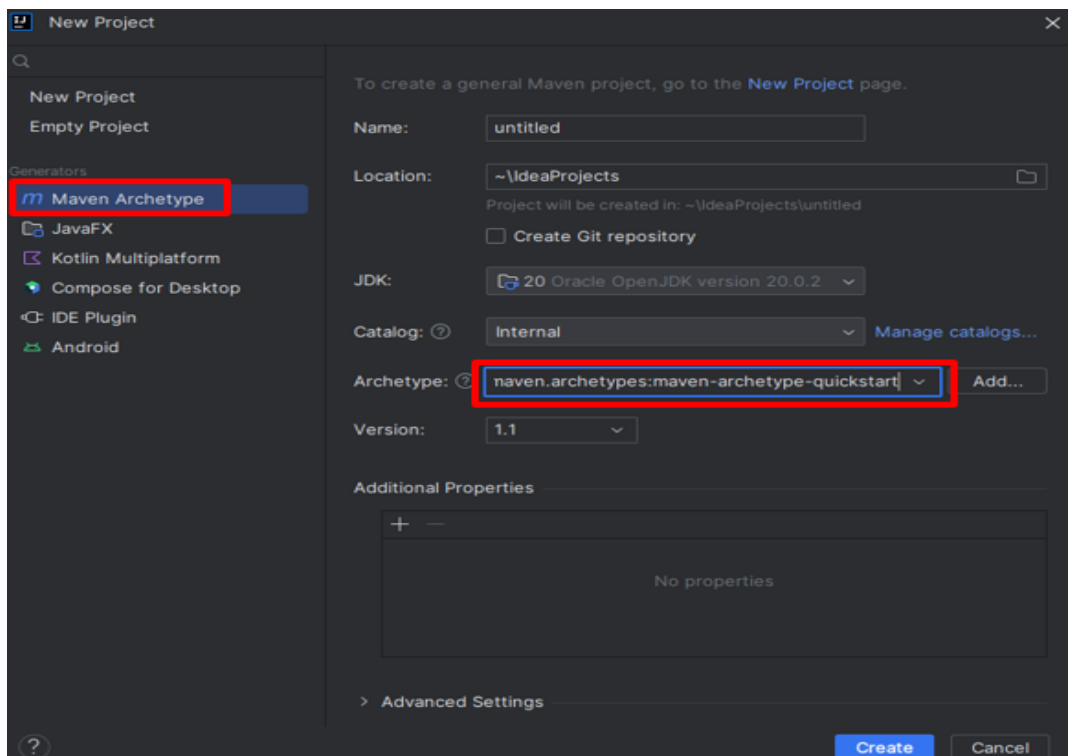 New Project
New Project
Empty Project
Generators
Maven Archetype
JavaFX
Kotlin Multiplatform
Compose for Desktop
IDE Plugin
Android
To create a general Maven project, go to the New Project page.
Name: untitled
Location: ~\IdeaProjects
Project will be created in: ~\IdeaProjects\untitled
Create Git repository
JDK: 20 Oracle OpenJDK version 20.0.2
Catalog: ? Internal Manage catalogs...
Archetype: ? maven.archetypes:maven-archetype-quickstart Add...
Version: 1.1
Additional Properties
No properties
Advanced Settings
? Create Cancel